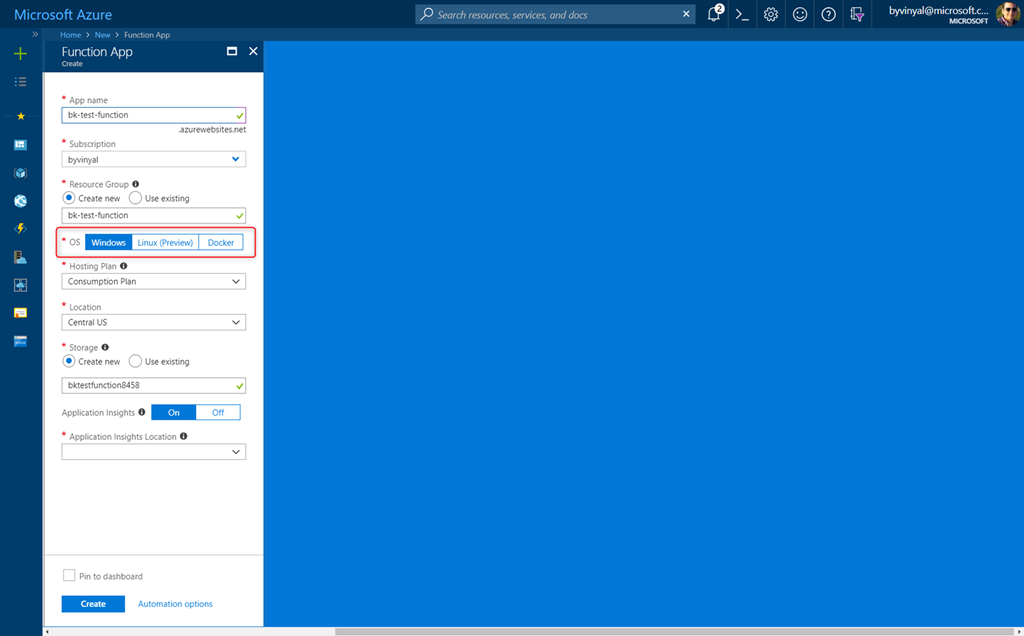 Microsoft Azure
Search resources, services, and docs
2
byvinyal@microsoft.c...
MICROSOFT
Home > New > Function App
Function App
Create
* App name
bk-test-function
.azurewebsites.net
* Subscription
byvinyal
* Resource Group
Create new Use existing
bk-test-function
* OS Windows Linux (Preview) Docker
* Hosting Plan
Consumption Plan
* Location
Central US
* Storage
Create new Use existing
bktestfunction8458
Application Insights On Off
* Application Insights Location
Pin to dashboard
Create Automation options